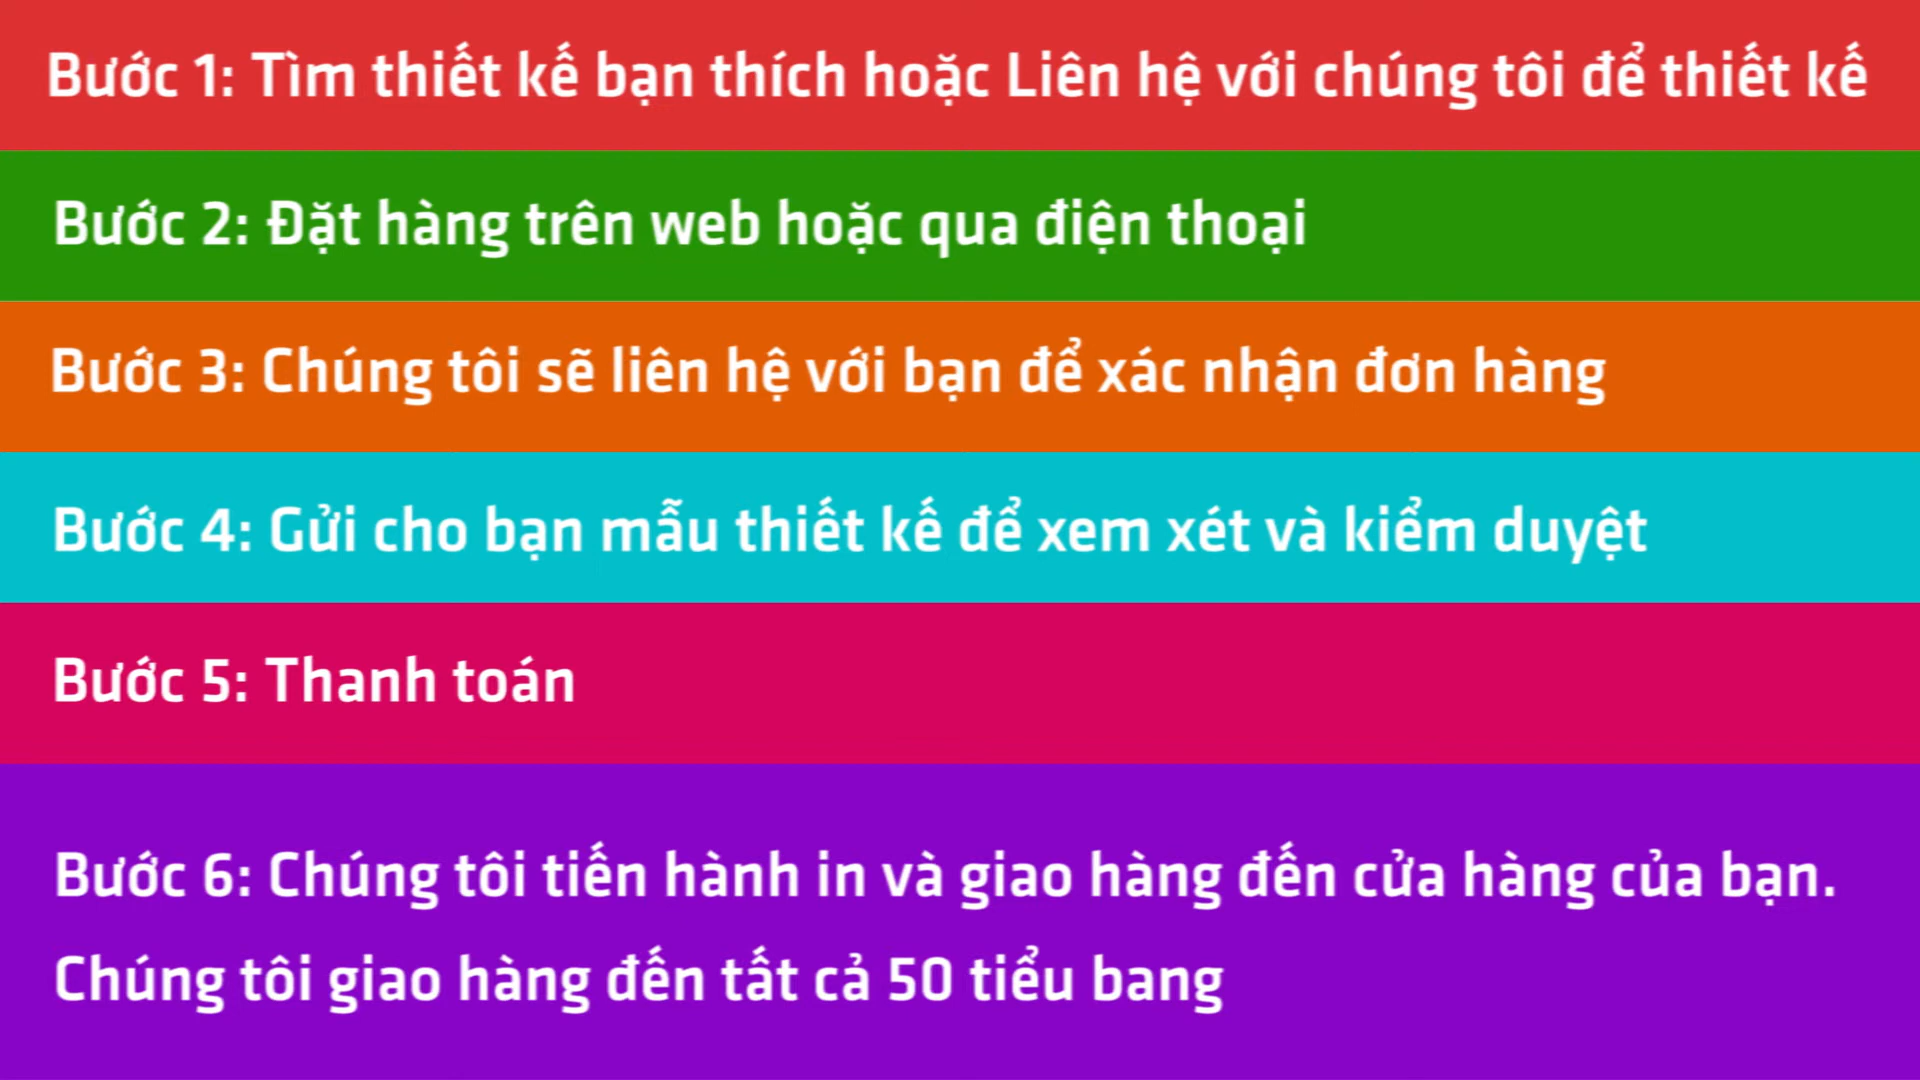 Bước 1: Tìm thiết kế bạn thích hoặc Liên hệ với chúng tôi để thiết kế
Bước 2: Đặt hàng trên web hoặc qua điện thoại
Bước 3: Chúng tôi sẽ liên hệ với bạn để xác nhận đơn hàng
Bước 4: Gửi cho bạn mẫu thiết kế để xem xét và kiểm duyệt
Bước 5: Thanh toán
Bước 6: Chúng tôi tiến hành in và giao hàng đến cửa hàng của bạn.
Chúng tôi giao hàng đến tất cả 50 tiểu bang